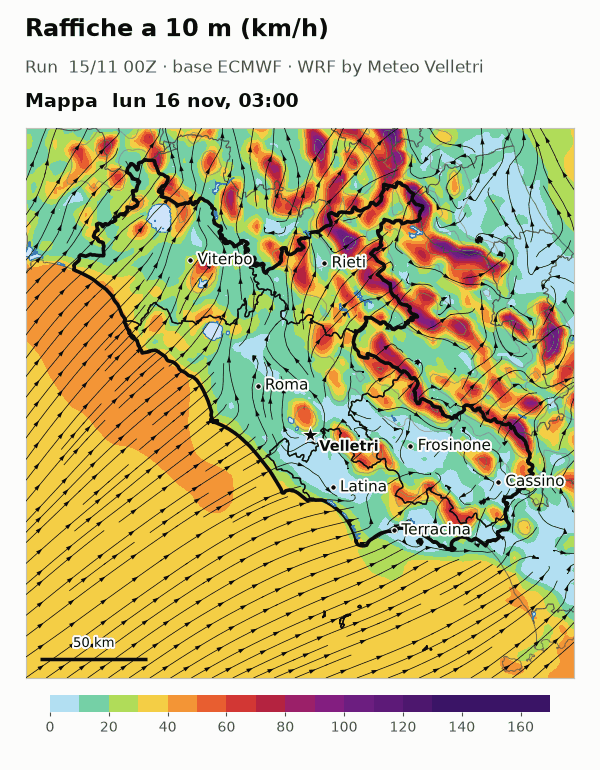 Raffiche a 10 m (km/h)
Run  15/11 00Z · base ECMWF · WRF by Meteo Velletri
Mappa  lun 16 nov, 03:00
Viterbo
Rieti
Roma
Velletri
Frosinone
Latina
Cassino
Terracina
50 km
0 20 40 60 80 100 120 140 160